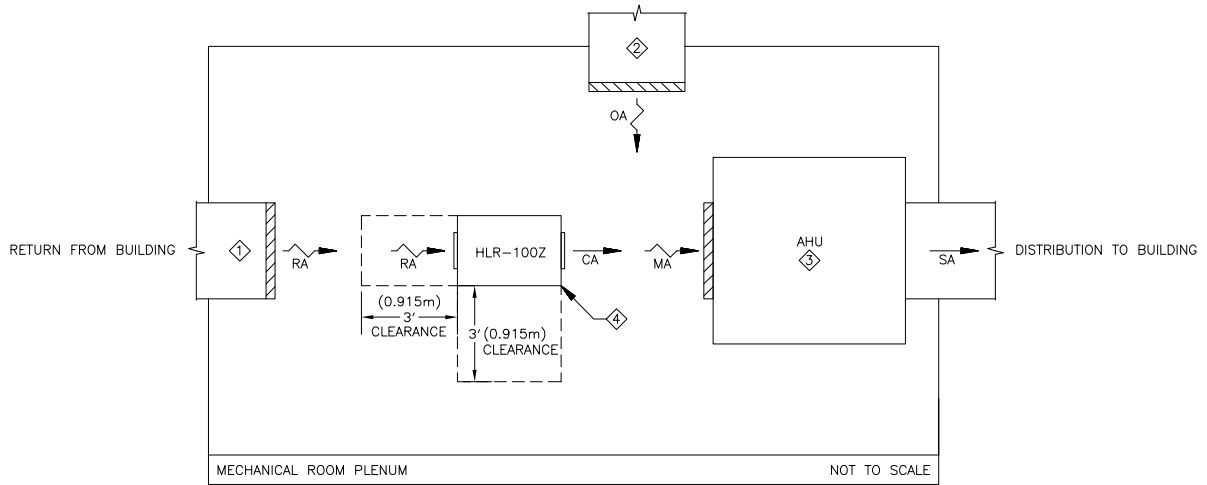 2
OA
RETURN FROM BUILDING
1
RA
RA
HLR-100Z
CA
MA
AHU
3
SA
DISTRIBUTION TO BUILDING
(0.915m)
3'
CLEARANCE
3' (0.915m)
CLEARANCE
4
MECHANICAL ROOM PLENUM
NOT TO SCALE